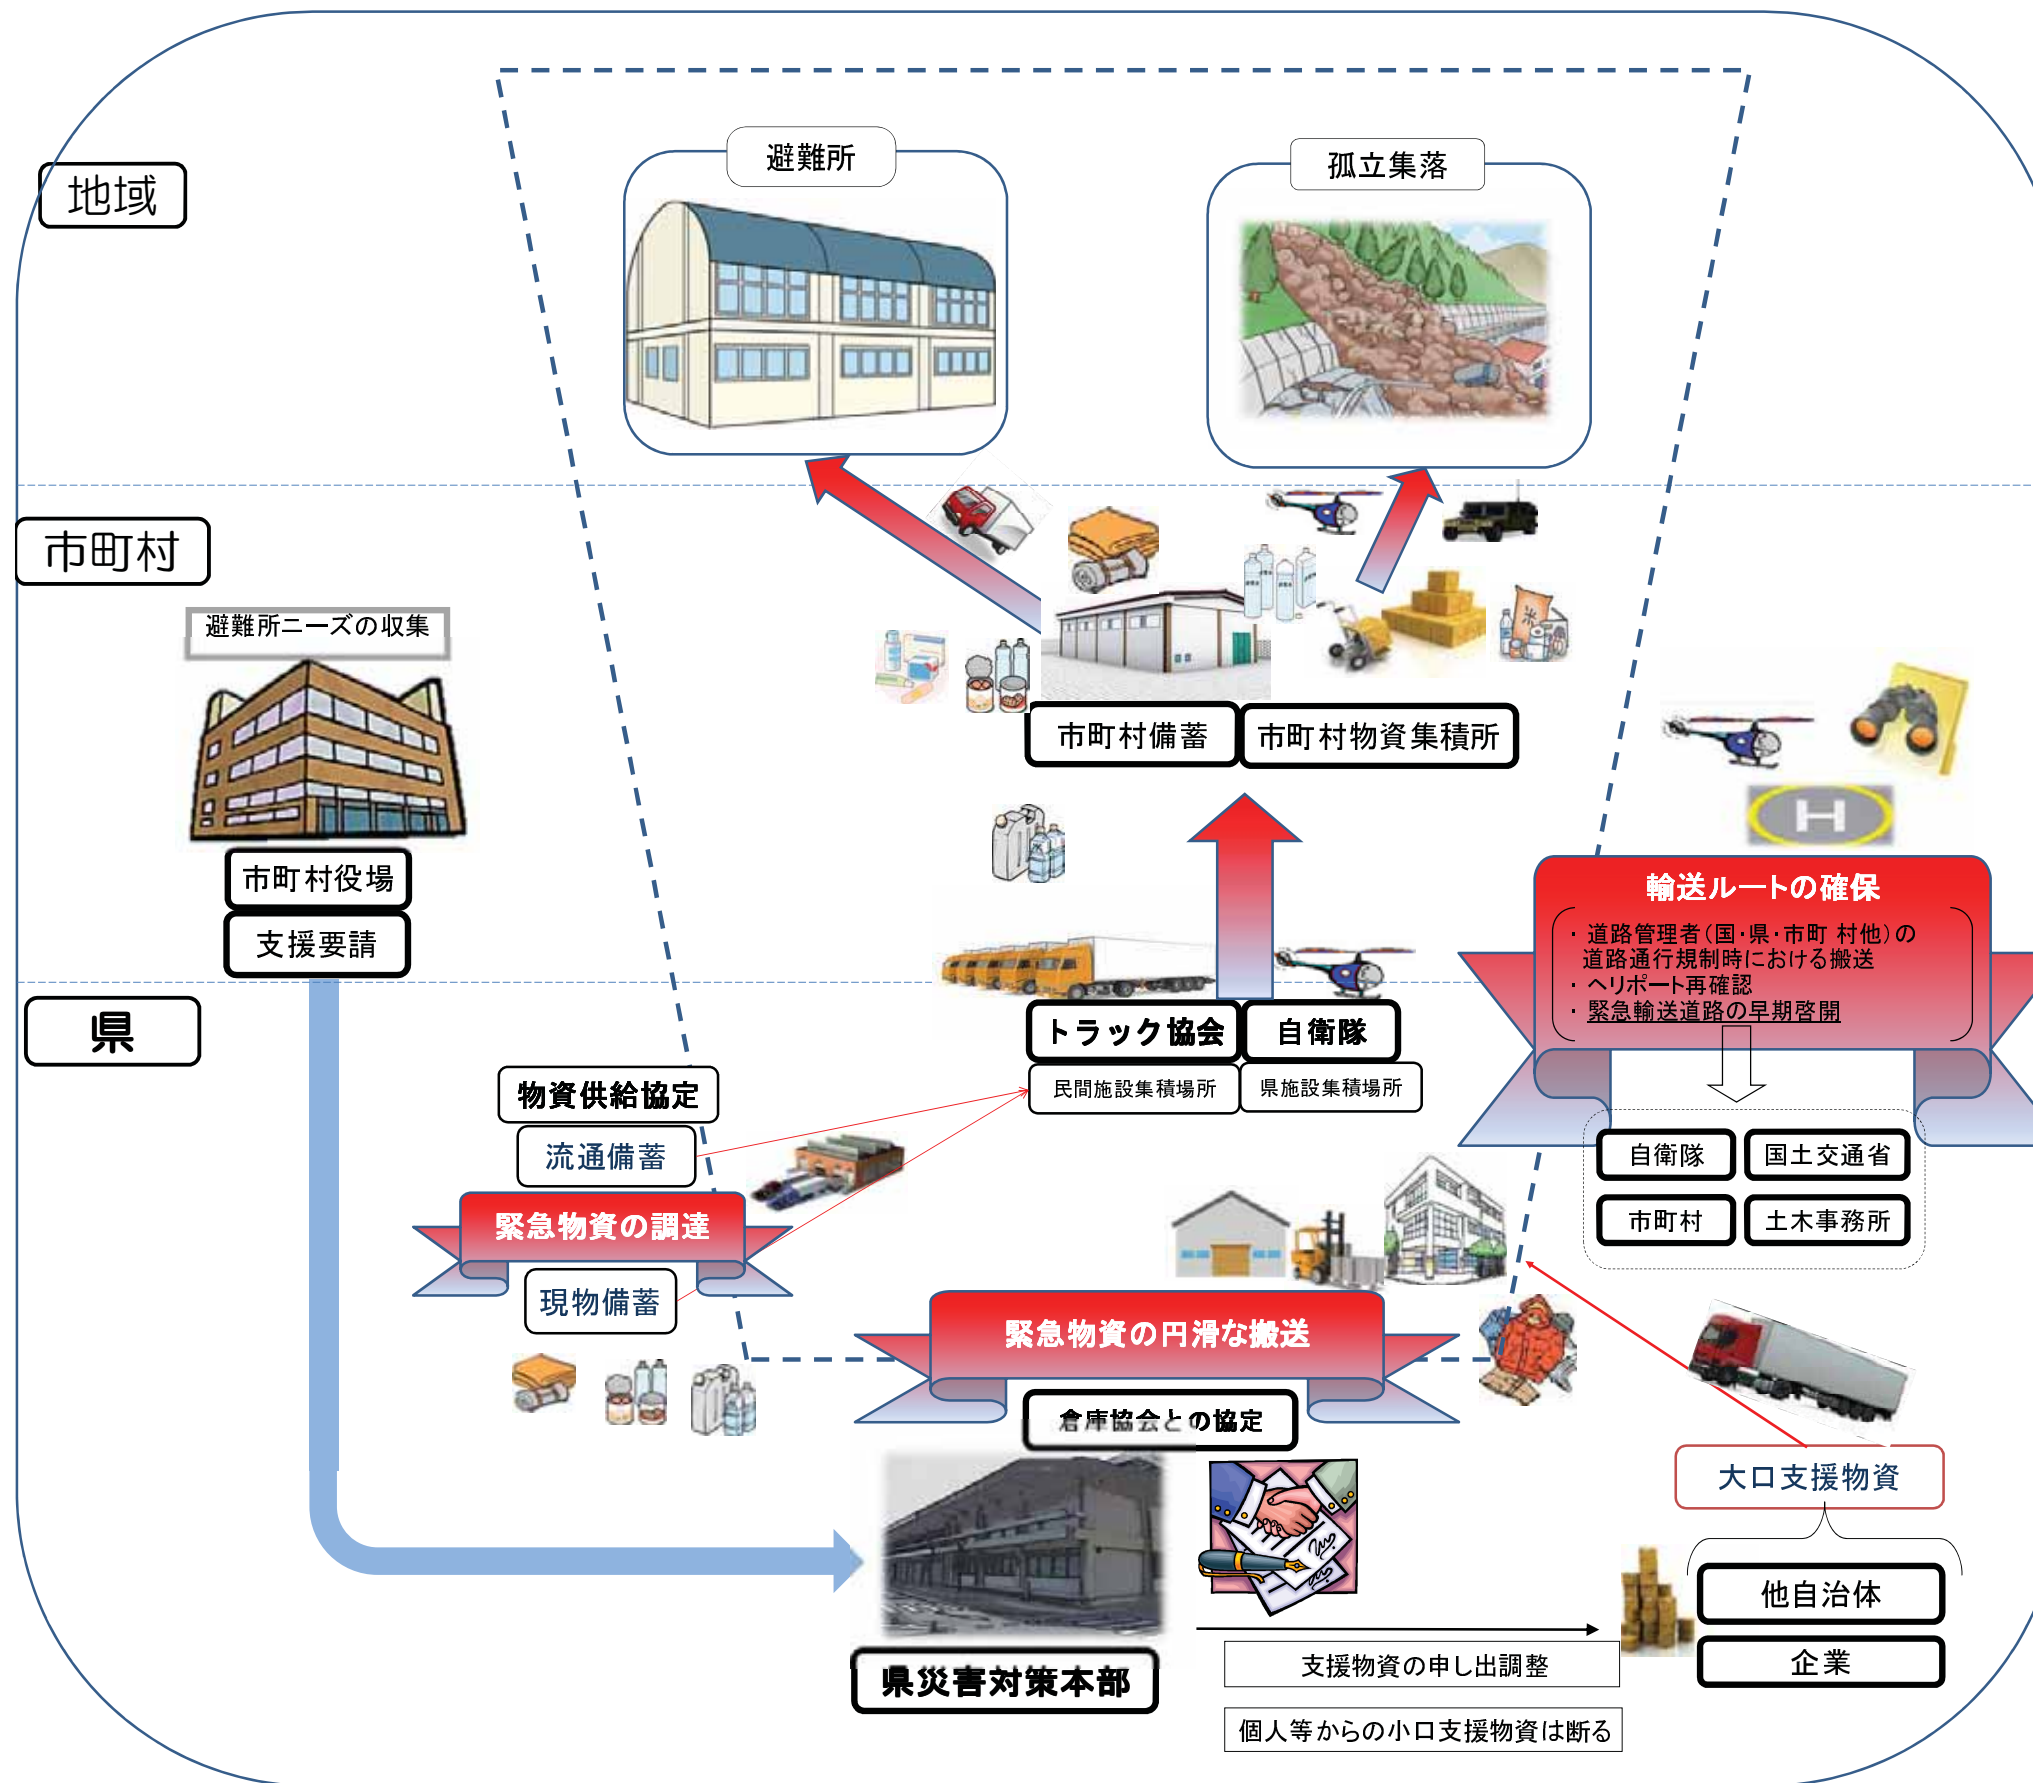 地域
避難所
孤立集落
市町村
避難所ニーズの収集
市町村役場
支援要請
市町村備蓄
市町村物資集積所
米
H
輸送ルートの確保
・ 道路管理者(国・県・市町 村他)の
道路通行規制時における搬送
・ ヘリポート再確認
・ 緊急輸送道路の早期啓開
自衛隊
国土交通省
市町村
土木事務所
県
トラック協会
自衛隊
民間施設集積場所
県施設集積場所
物資供給協定
流通備蓄
緊急物資の調達
現物備蓄
緊急物資の円滑な搬送
倉庫協会との協定
県災害対策本部
大口支援物資
他自治体
企業
支援物資の申し出調整
個人等からの小口支援物資は断る